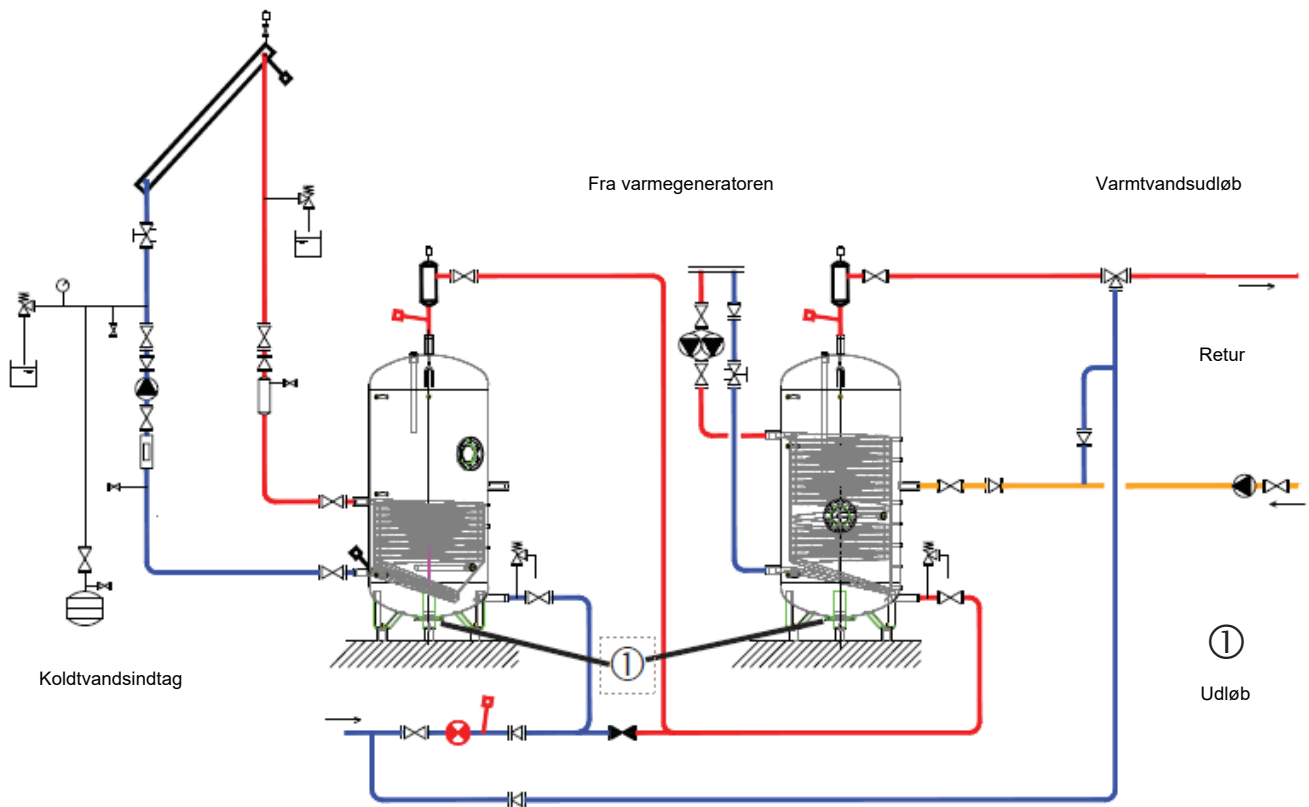 Fra varmegeneratoren
Varmtvandsudløb
Retur
①
①
Koldtvandsindtag
Udløb